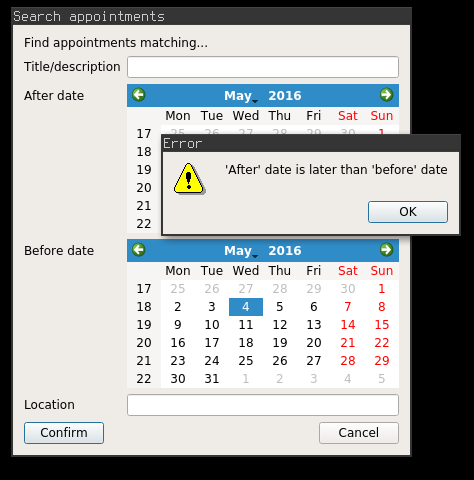 Search appointments
Find appointments matching...
Title/description
After date
May 2016
Mon Tue Wed Thu Fri Sat Sun
17 25 26 27 28 29 30 1
Error
'After' date is later than 'before' date
OK
18
19
20
21
22
Before date
May 2016
Mon Tue Wed Thu Fri Sat Sun
17 25 26 27 28 29 30 1
18 2 3 4 5 6 7 8
19 9 10 11 12 13 14 15
20 16 17 18 19 20 21 22
21 23 24 25 26 27 28 29
22 30 31 1 2 3 4 5
Location
Confirm Cancel